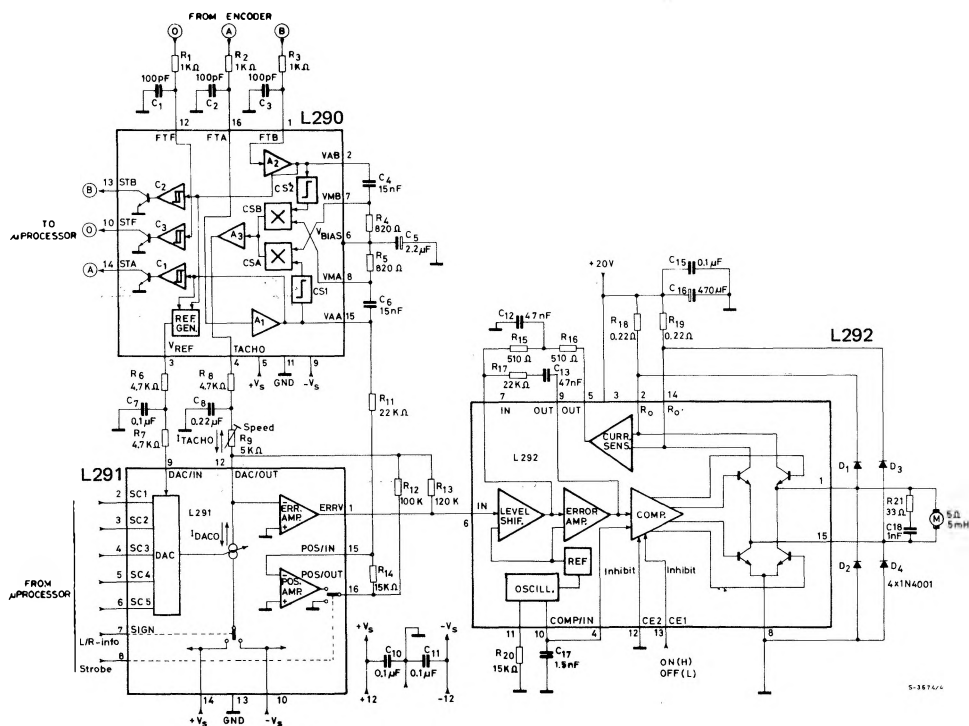 FROM ENCODER
O
A
B
R1
1KΩ
R2
1KΩ
R3
1KΩ
100pF
C1
100pF
C2
100pF
C3
12
16
1
L290
FTF
FTA
FTB
A2
VAB
2
C4
15nF
13
STB
B
C2
CS2
VMB
7
TO
μPROCESSOR
CSB
R4
820Ω
10
STF
O
C3
A3
VBIAS
6
C5
2.2μF
CSA
R5
820Ω
14
STA
A
C1
VMA
8
CS1
C6
15nF
REF.
GEN.
A1
VAA
15
VREF
TACHO
3
4
5
+Vs
11
GND
9
-Vs
R6
4.7KΩ
R8
4.7KΩ
R11
22KΩ
C7
0.1μF
C8
0.22μF
R7
4.7KΩ
ITACHO
Speed
R9
5KΩ
L291
9
12
DAC/IN
DAC/OUT
R12
100K
R13
120K
2
SC1
3
SC2
4
SC3
5
SC4
6
SC5
L291
DAC
IDACO
ERR.
AMP.
ERRV
1
POS/IN
15
FROM
μPROCESSOR
POS.
AMP.
POS/OUT
16
R14
15KΩ
7
SIGN
L/R-info
8
Strobe
14
+Vs
13
GND
10
-Vs
+Vs
-Vs
C10
0.1μF
C11
0.1μF
+12
-12
+20V
C15
0.1μF
C16
470μF
R18
0.22Ω
R19
0.22Ω
L292
C12
47nF
R15
510Ω
R16
510Ω
R17
22KΩ
C13
47nF
7
9
5
3
2
14
IN
OUT
OUT
R0
R0'
L292
CURR.
SENS.
6
IN
LEVEL
SHIF.
ERROR
AMP.
COMP.
REF
OSCILL.
Inhibit
Inhibit
COMP/IN
CE2
CE1
11
10
4
12
13
8
R20
15KΩ
C17
1.5nF
ON(H)
OFF(L)
1
15
D1
D3
R21
33Ω
C18
1nF
M
5Ω
5mH
D2
D4
4x1N4001
S-3674/4